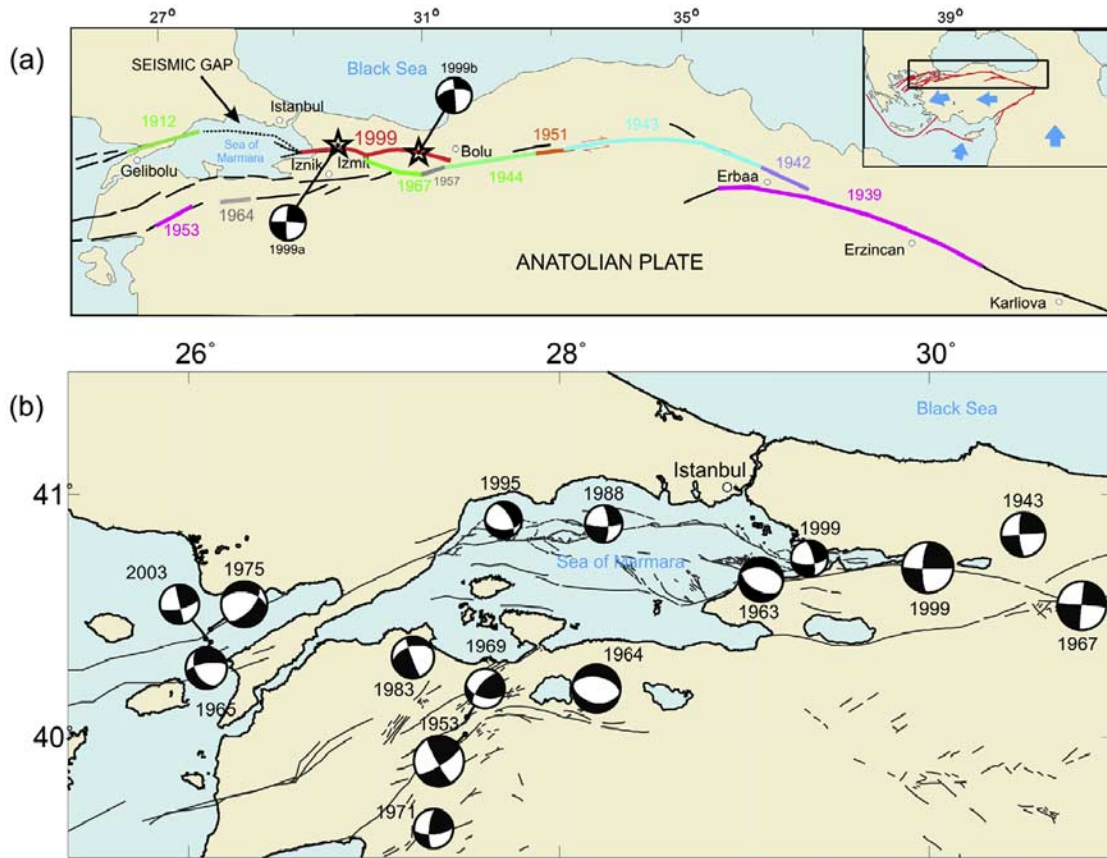 27°
31°
35°
39°
(a)
SEISMIC GAP
Black Sea
1999b
1912
Istanbul
Sea of
Marmara
1999
Bolu
1951
1943
Gelibolu
Iznik
Izmit
1967
1957
1944
Erbaa
1942
1953
1964
1939
1999a
ANATOLIAN PLATE
Erzincan
Karliova
26°
28°
30°
(b)
Black Sea
41°
1995
1988
Istanbul
1943
1999
2003
1975
Sea of Marmara
1963
1999
1967
1969
1964
1983
1965
1953
40°
1971